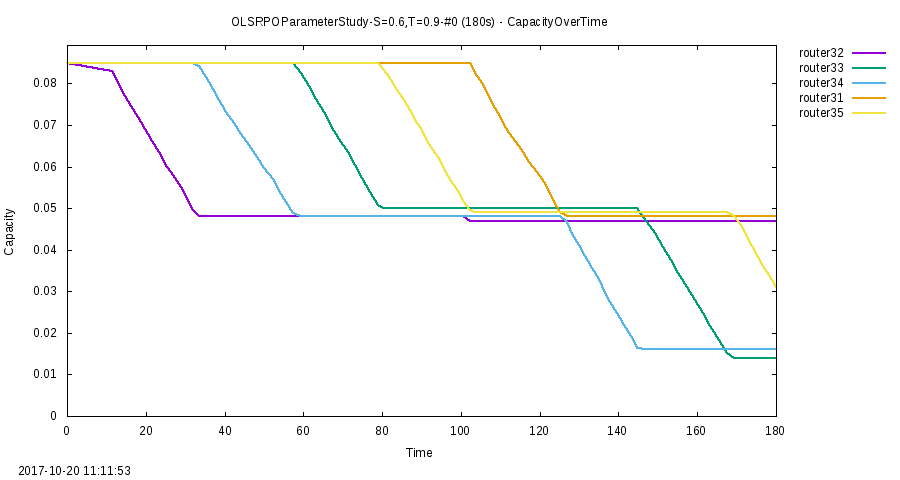 OLSRPOParameterStudy-S=0.6,T=0.9-#0 (180s) - CapacityOverTime
router32
router33
router34
router31
router35
0.08
0.07
0.06
0.05
0.04
0.03
0.02
0.01
0
Capacity
0 20 40 60 80 100 120 140 160 180
Time
2017-10-20 11:11:53